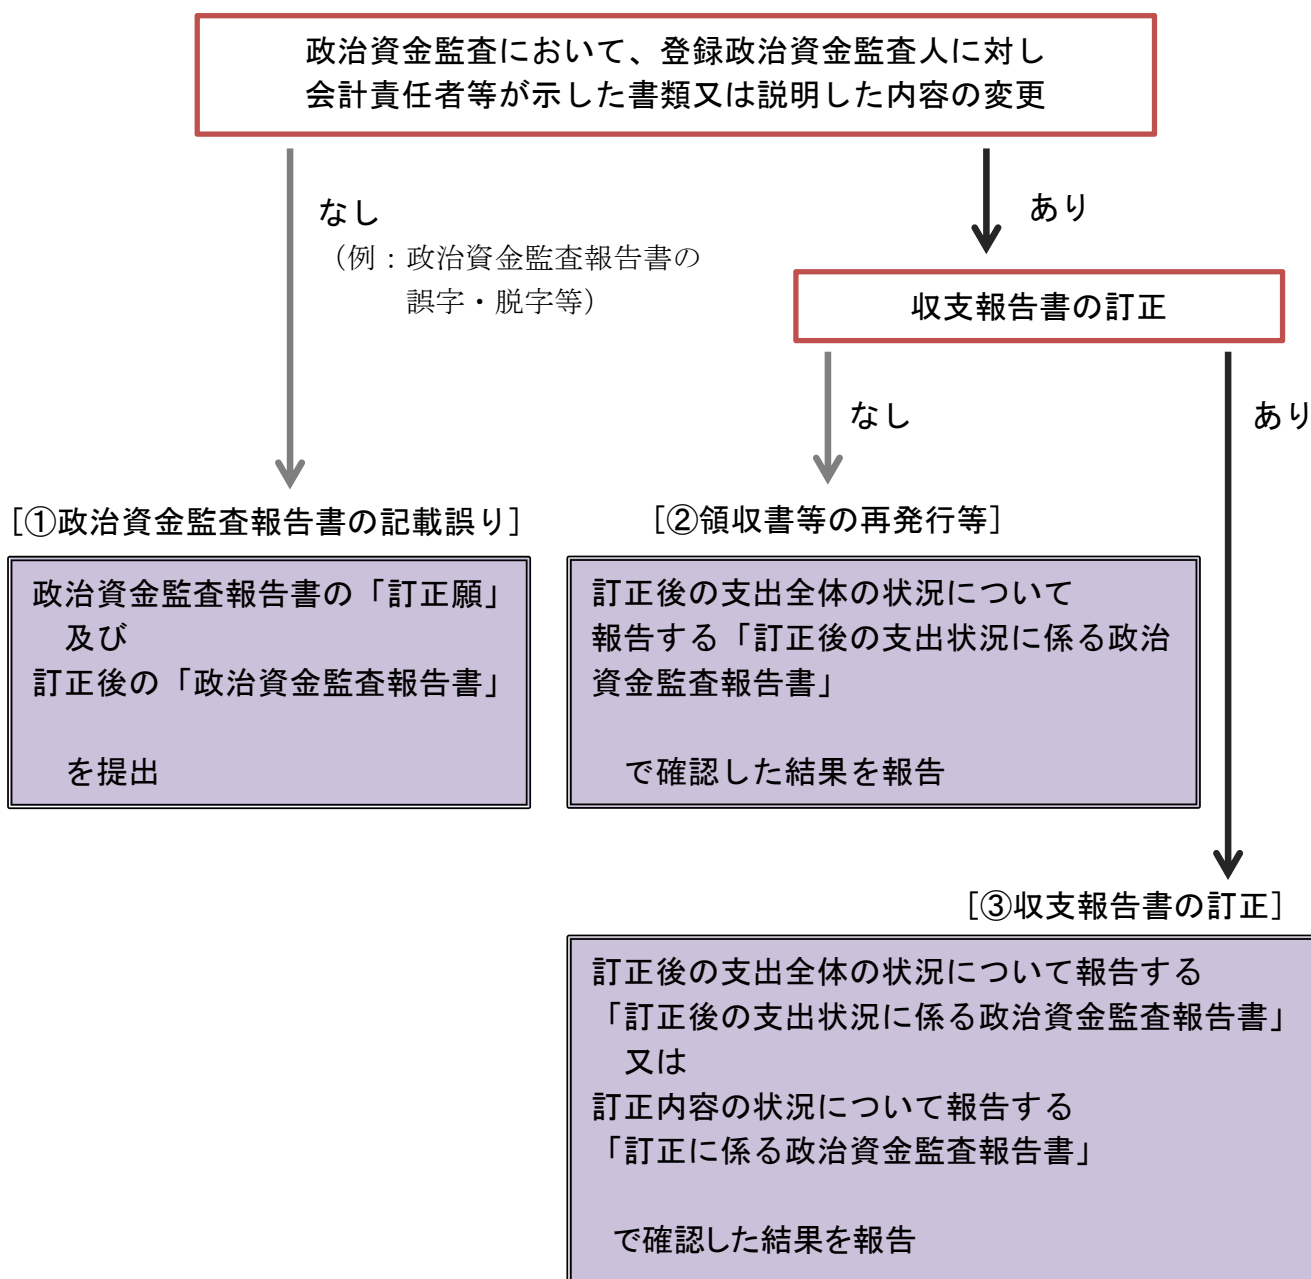 政治資金監査において、登録政治資金監査人に対し
会計責任者等が示した書類又は説明した内容の変更
なし
（例：政治資金監査報告書の
誤字・脱字等）
あり
収支報告書の訂正
なし
あり
[①政治資金監査報告書の記載誤り]
政治資金監査報告書の「訂正願」
及び
訂正後の「政治資金監査報告書」
を提出
[②領収書等の再発行等]
訂正後の支出全体の状況について
報告する「訂正後の支出状況に係る政治
資金監査報告書」
で確認した結果を報告
[③収支報告書の訂正]
訂正後の支出全体の状況について報告する
「訂正後の支出状況に係る政治資金監査報告書」
又は
訂正内容の状況について報告する
「訂正に係る政治資金監査報告書」
で確認した結果を報告